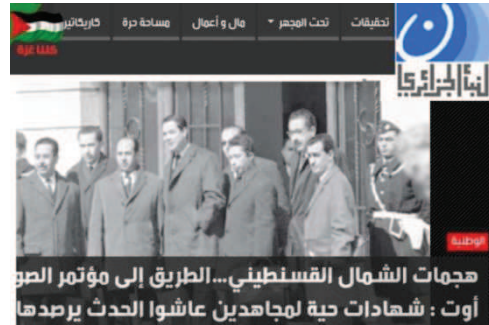 تحقيقات تحت المجهر مال و أعمال مساحة حرة كاريكاتير
كلنا غزة
النبأ الجزائري
الوطنية
هجمات الشمال القسنطيني...الطريق إلى مؤتمر الصو
أوت : شهادات حية لمجاهدين عاشوا الحدث يرصدها